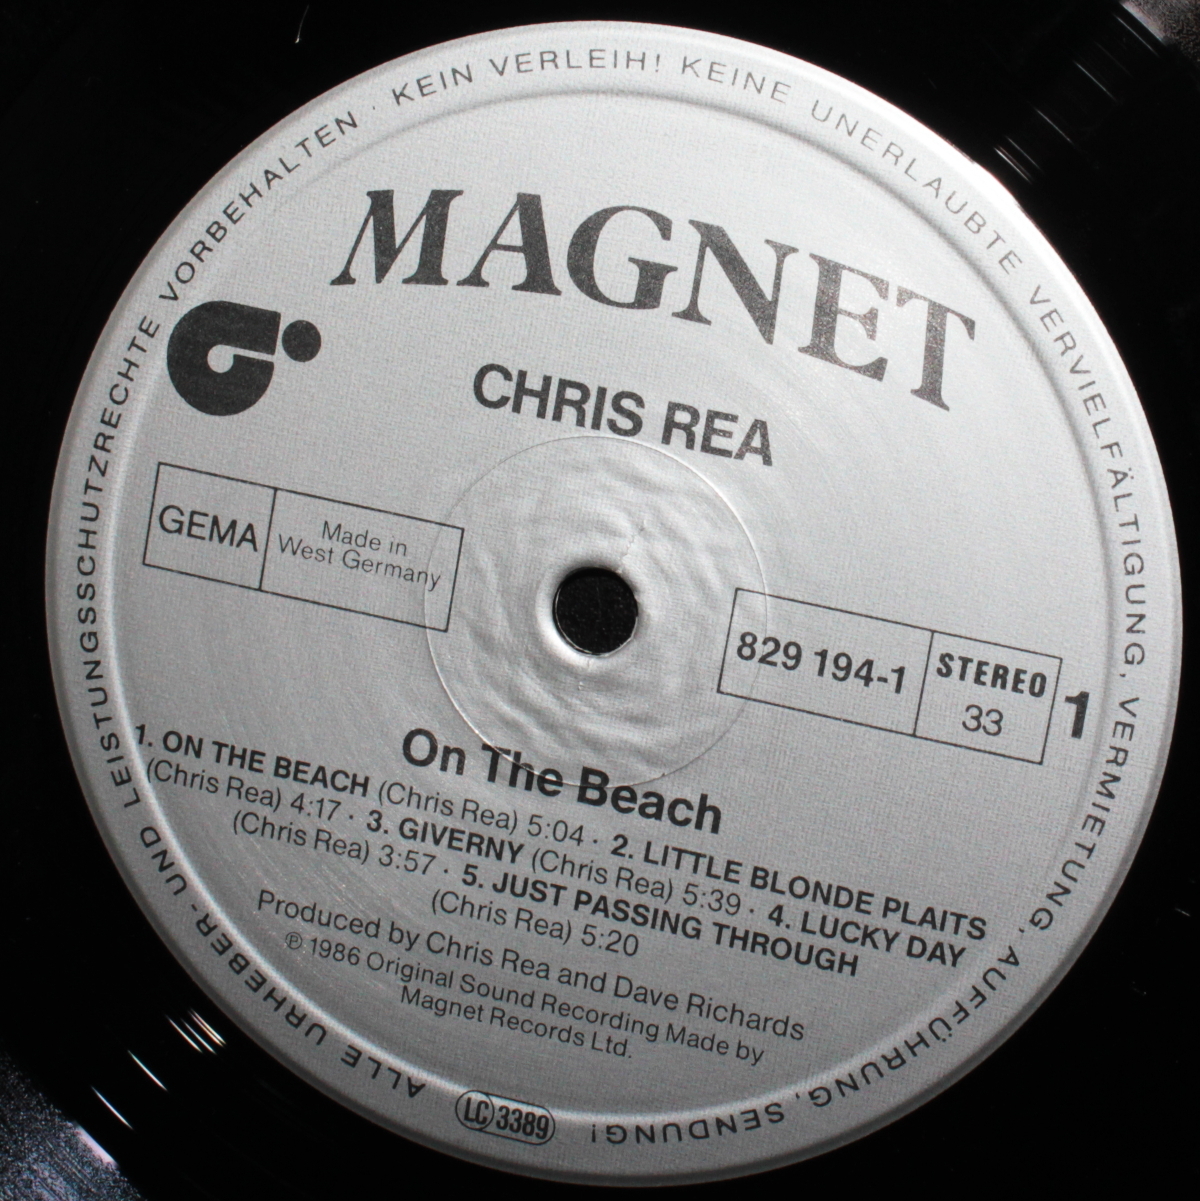 ALLE URHEBER- UND LEISTUNGSSCHUTZRECHTE VORBEHALTEN · KEIN VERLEIH! KEINE UNERLAUBTE VERVIELFÄLTIGUNG, VERMIETUNG, AUFFÜHRUNG, SENDUNG!
MAGNET
CHRIS REA
GEMA
Made in
West Germany
829 194-1
STEREO
33
1
On The Beach
1. ON THE BEACH (Chris Rea) 5:04 · 2. LITTLE BLONDE PLAITS
(Chris Rea) 4:17 · 3. GIVERNY (Chris Rea) 5:39 · 4. LUCKY DAY
(Chris Rea) 3:57 · 5. JUST PASSING THROUGH
(Chris Rea) 5:20
Produced by Chris Rea and Dave Richards
℗ 1986 Original Sound Recording Made by
Magnet Records Ltd.
LC 3389